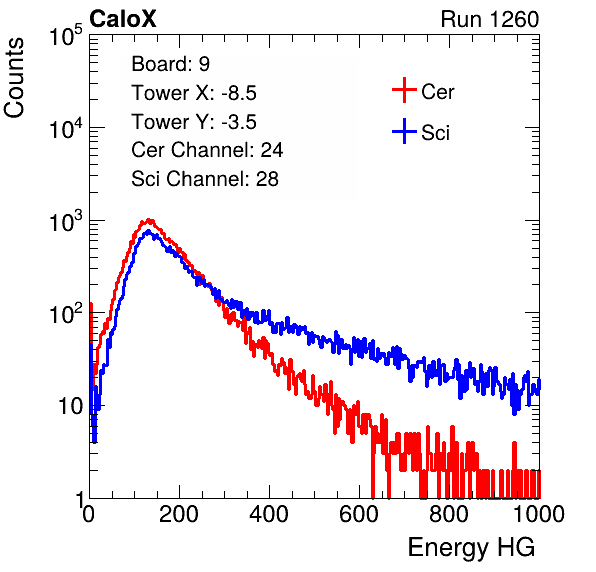 CaloX Run 1260
Counts
Board: 9
Tower X: -8.5
Tower Y: -3.5
Cer Channel: 24
Sci Channel: 28
Cer
Sci
10^5
10^4
10^3
10^2
10
1
0 200 400 600 800 1000
Energy HG